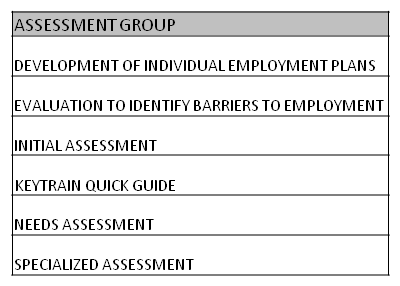 ASSESSMENT GROUP
DEVELOPMENT OF INDIVIDUAL EMPLOYMENT PLANS
EVALUATION TO IDENTIFY BARRIERS TO EMPLOYMENT
INITIAL ASSESSMENT
KEYTRAIN QUICK GUIDE
NEEDS ASSESSMENT
SPECIALIZED ASSESSMENT